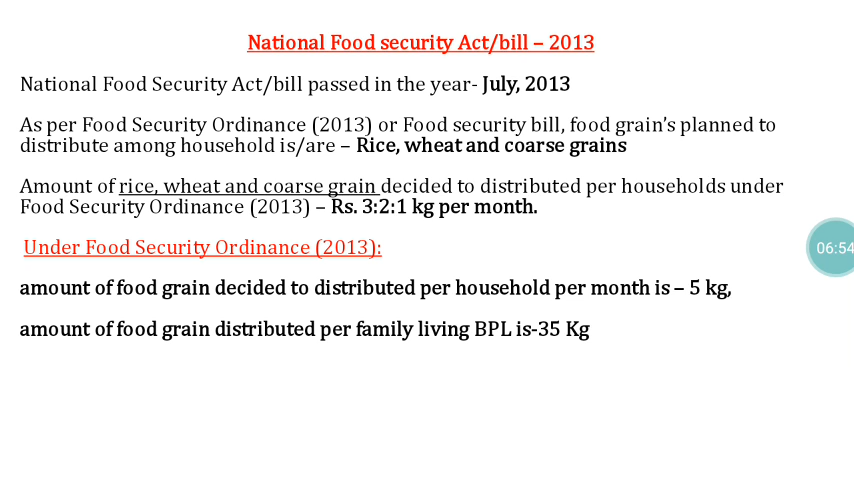 National Food security Act/bill – 2013
National Food Security Act/bill passed in the year- July, 2013
As per Food Security Ordinance (2013) or Food security bill, food grain's planned to
distribute among household is/are – Rice, wheat and coarse grains
Amount of rice, wheat and coarse grain decided to distributed per households under
Food Security Ordinance (2013) – Rs. 3:2:1 kg per month.
Under Food Security Ordinance (2013):
06:54
amount of food grain decided to distributed per household per month is – 5 kg,
amount of food grain distributed per family living BPL is-35 Kg